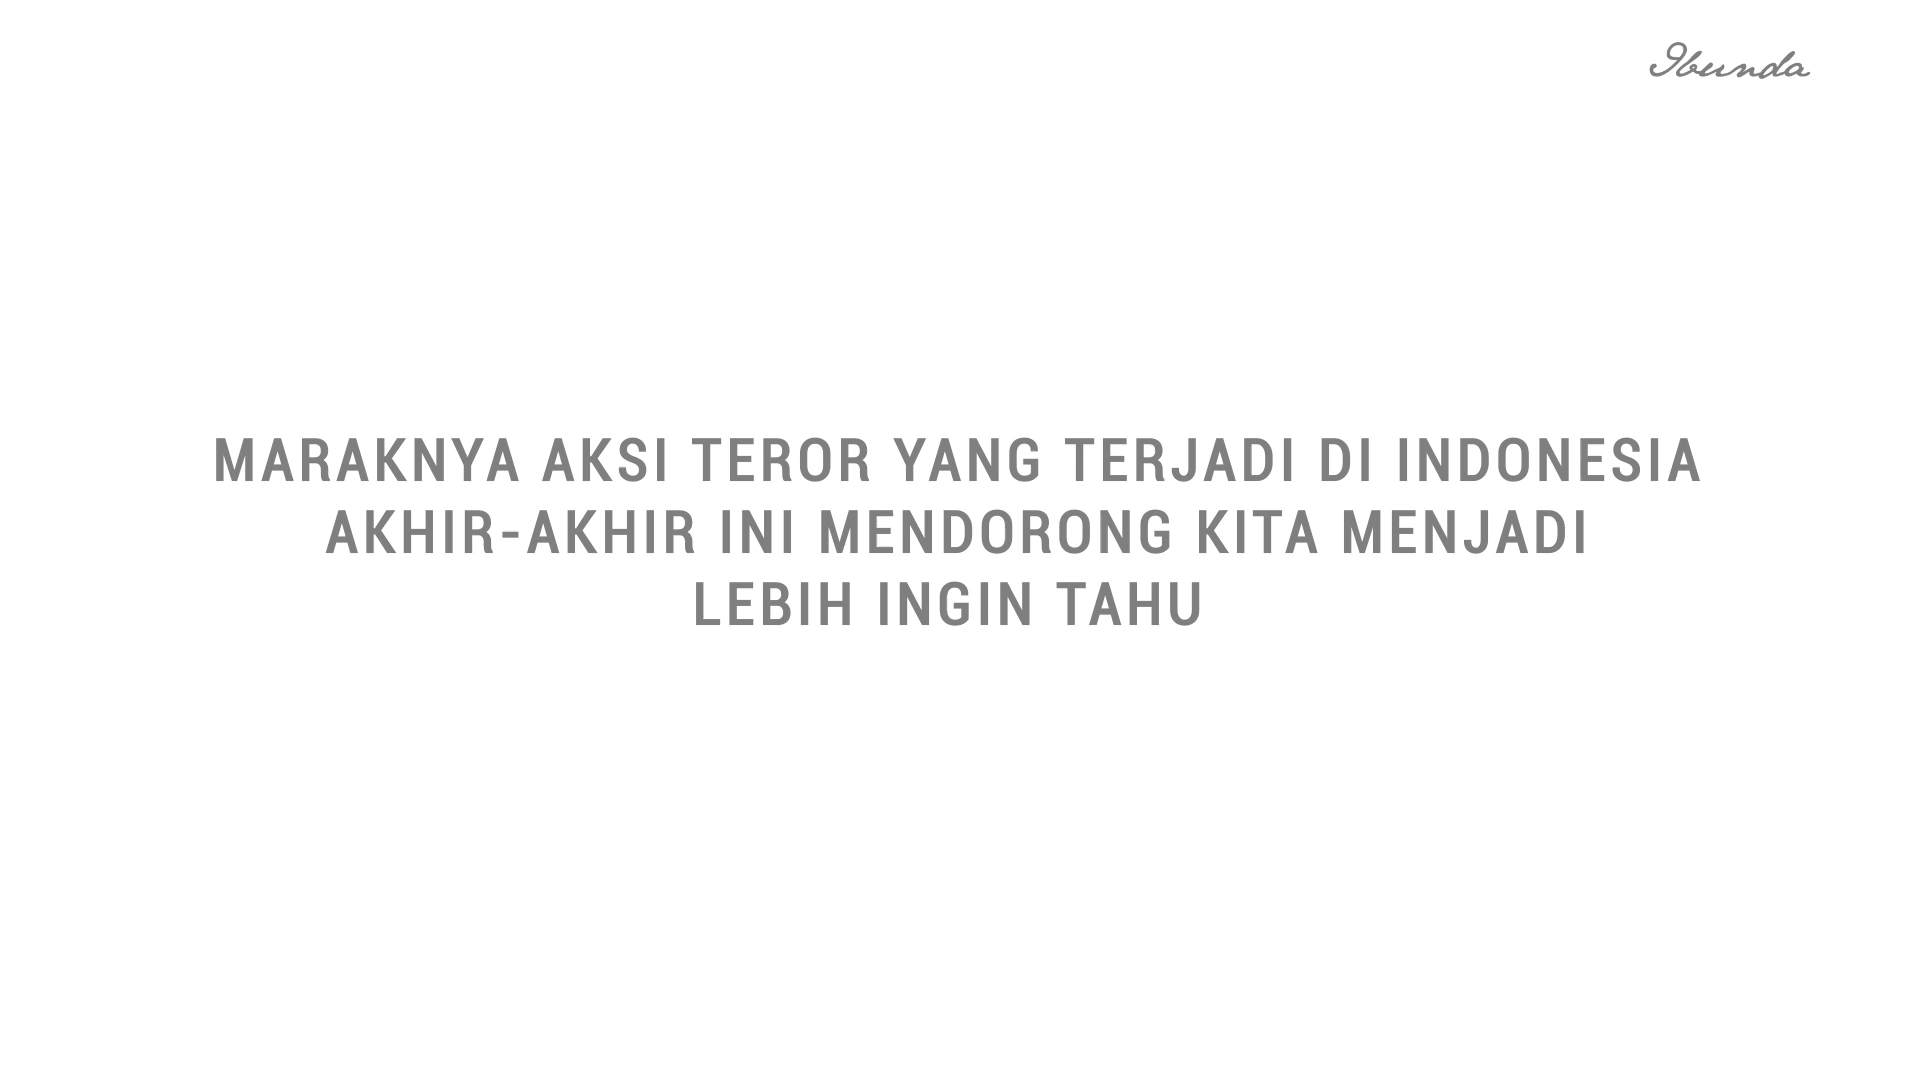 Ibunda
MARAKNYA AKSI TEROR YANG TERJADI DI INDONESIA
AKHIR-AKHIR INI MENDORONG KITA MENJADI
LEBIH INGIN TAHU